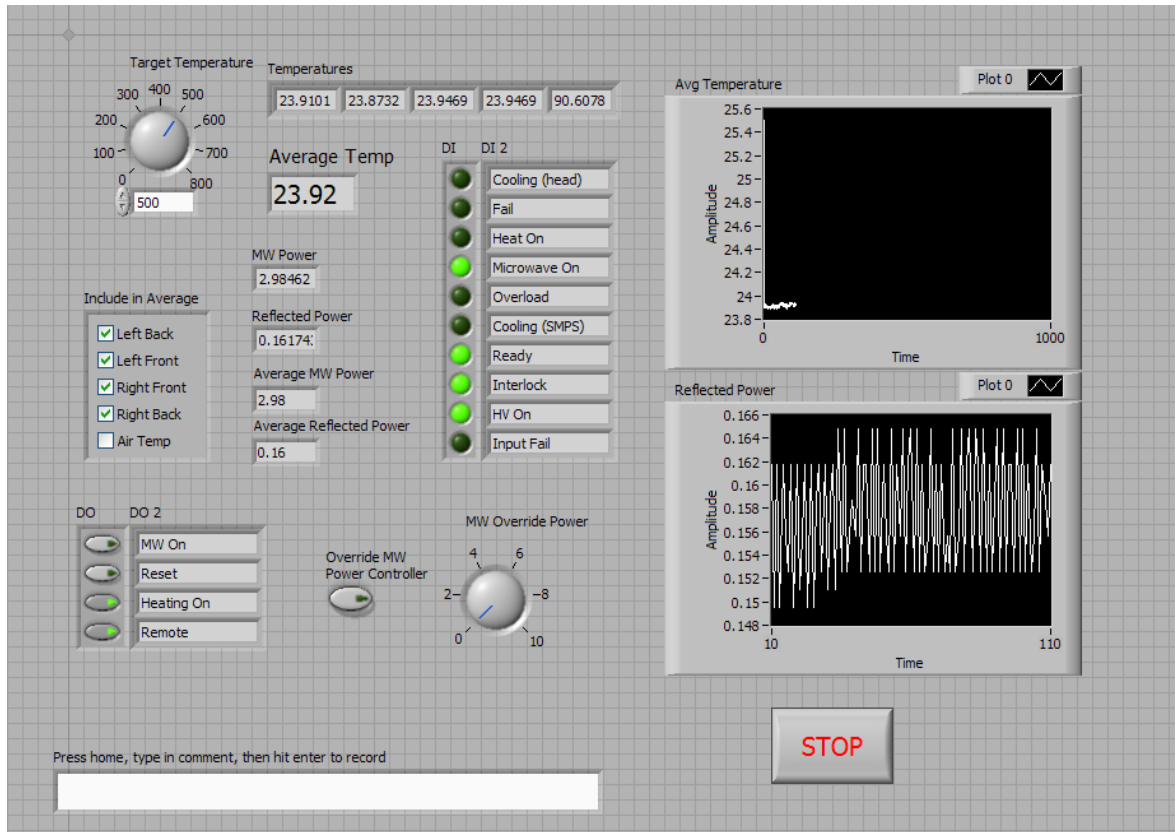 Target Temperature
0 100 200 300 400 500 600 700 800
500
Temperatures
23.9101 23.8732 23.9469 23.9469 90.6078
Average Temp
23.92
MW Power
2.98462
Reflected Power
0.16174
Average MW Power
2.98
Average Reflected Power
0.16
Include in Average
Left Back
Left Front
Right Front
Right Back
Air Temp
DI DI 2
Cooling (head)
Fail
Heat On
Microwave On
Overload
Cooling (SMPS)
Ready
Interlock
HV On
Input Fail
DO DO 2
MW On
Reset
Heating On
Remote
Override MW
Power Controller
MW Override Power
0 2 4 6 8 10
Avg Temperature
Plot 0
25.6
25.4
25.2
25
24.8
24.6
24.4
24.2
24
23.8
Amplitude
0 1000
Time
Reflected Power
Plot 0
0.166
0.164
0.162
0.16
0.158
0.156
0.154
0.152
0.15
0.148
Amplitude
10 110
Time
STOP
Press home, type in comment, then hit enter to record